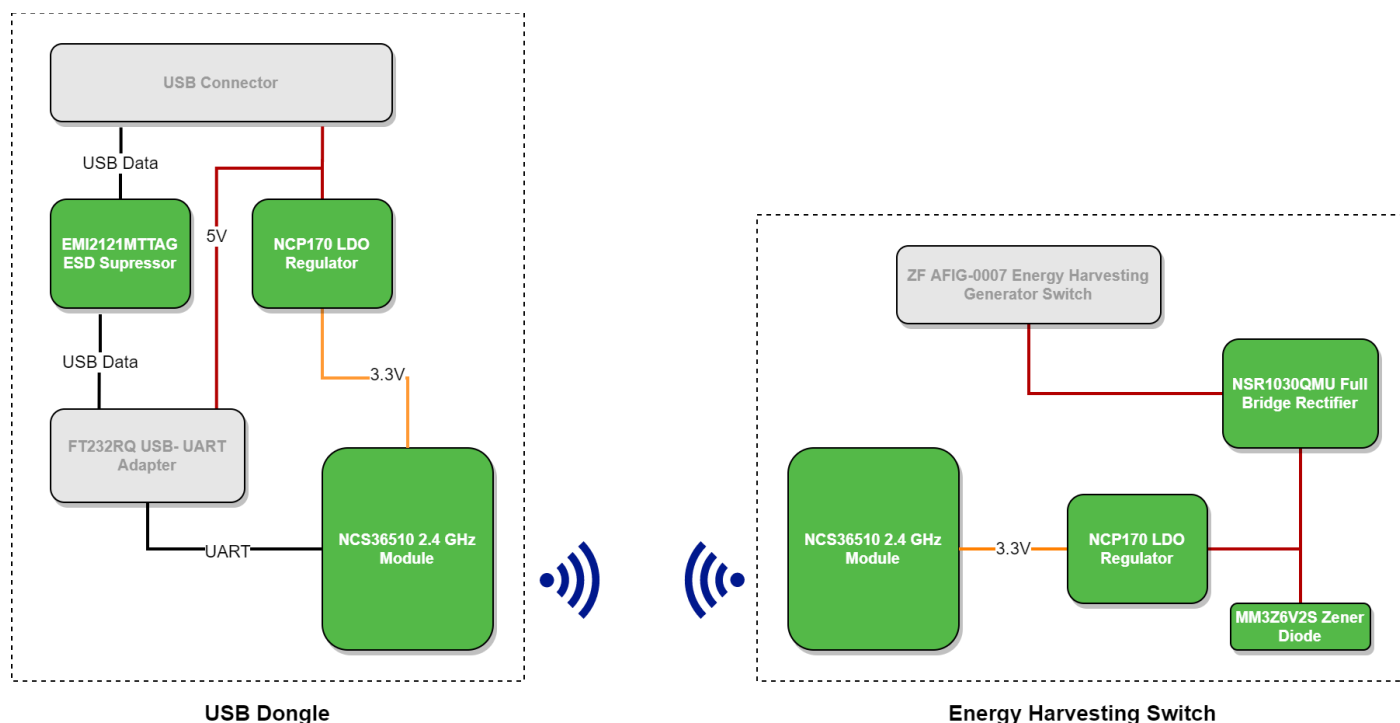 USB Connector
USB Data
EMI2121MTTAG
ESD Supressor
5V
NCP170 LDO
Regulator
USB Data
3.3V
FT232RQ USB- UART
Adapter
UART
NCS36510 2.4 GHz
Module
USB Dongle
ZF AFIG-0007 Energy Harvesting
Generator Switch
NSR1030QMU Full
Bridge Rectifier
NCS36510 2.4 GHz
Module
3.3V
NCP170 LDO
Regulator
MM3Z6V2S Zener
Diode
Energy Harvesting Switch